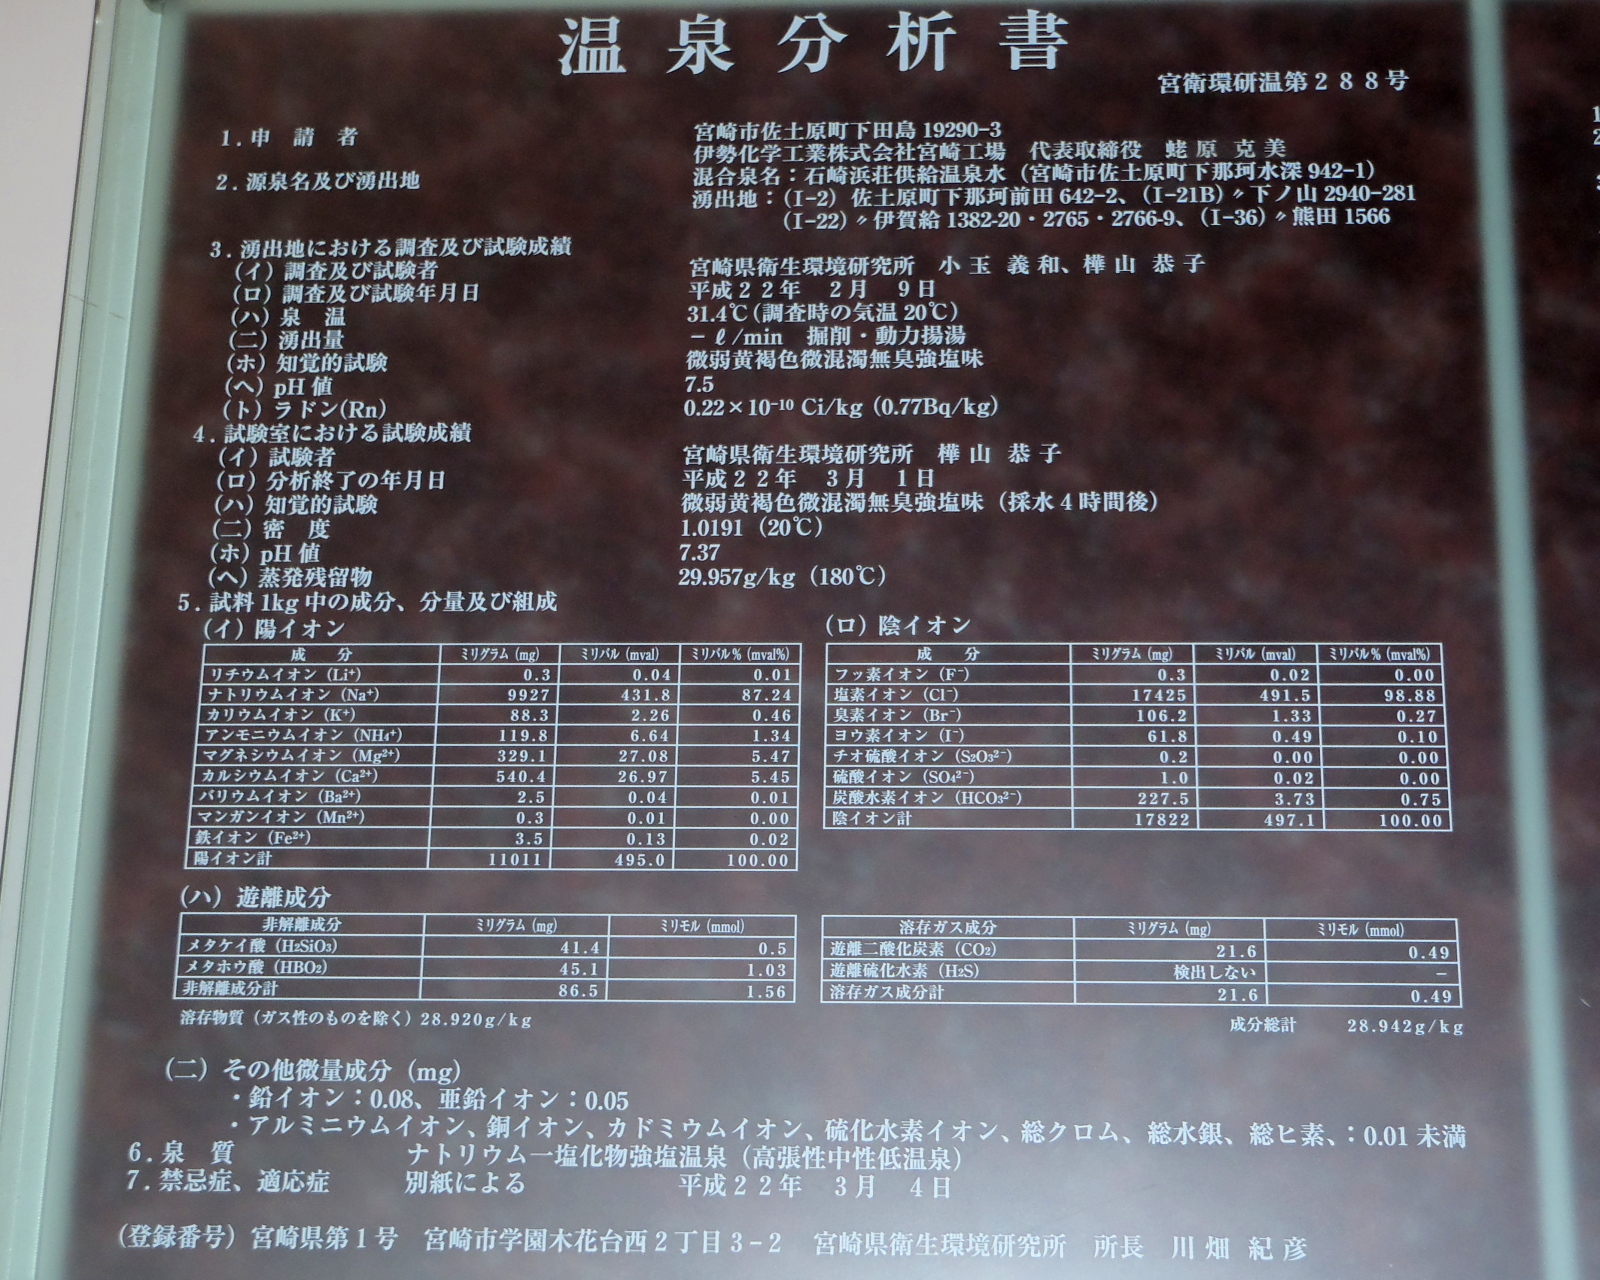 温泉分析書
宮衛環研温第２８８号
1. 申 請 者 宮崎市佐土原町下田島 19290-3
伊勢化学工業株式会社宮崎工場 代表取締役 蛯原 克美
2. 源泉名及び湧出地 混合泉名：石崎浜荘供給温泉水（宮崎市佐土原町下那珂水深 942-1）
湧出地：（I-2）佐土原町下那珂前田 642-2、（I-21B）〃下ノ山 2940-281
（I-22）〃伊賀給 1382-20・2765・2766-9、（I-36）〃熊田 1566
3. 湧出地における調査及び試験成績
（イ）調査及び試験者 宮崎県衛生環境研究所 小玉 義和、樺山 恭子
（ロ）調査及び試験年月日 平成２２年 ２月 ９日
（ハ）泉 温 31.4℃（調査時の気温 20℃）
（ニ）湧出量 － ℓ/min 掘削・動力揚湯
（ホ）知覚的試験 微弱黄褐色微混濁無臭強塩味
（ヘ）pH 値 7.5
（ト）ラドン(Rn) 0.22×10⁻¹⁰ Ci/kg (0.77Bq/kg)
4. 試験室における試験成績
（イ）試験者 宮崎県衛生環境研究所 樺山 恭子
（ロ）分析終了の年月日 平成２２年 ３月 １日
（ハ）知覚的試験 微弱黄褐色微混濁無臭強塩味（採水４時間後）
（ニ）密 度 1.0191（20℃）
（ホ）pH 値 7.37
（ヘ）蒸発残留物 29.957g/kg（180℃）
5. 試料 1kg 中の成分、分量及び組成
（イ）陽イオン
成 分 ミリグラム (mg) ミリバル (mval) ミリバル％ (mval%)
リチウムイオン (Li⁺) 0.3 0.04 0.01
ナトリウムイオン (Na⁺) 9927 431.8 87.24
カリウムイオン (K⁺) 88.3 2.26 0.46
アンモニウムイオン (NH₄⁺) 119.8 6.64 1.34
マグネシウムイオン (Mg²⁺) 329.1 27.08 5.47
カルシウムイオン (Ca²⁺) 540.4 26.97 5.45
バリウムイオン (Ba²⁺) 2.5 0.04 0.01
マンガンイオン (Mn²⁺) 0.3 0.01 0.00
鉄イオン (Fe²⁺) 3.5 0.13 0.02
陽イオン計 11011 495.0 100.00
（ロ）陰イオン
成 分 ミリグラム (mg) ミリバル (mval) ミリバル％ (mval%)
フッ素イオン (F⁻) 0.3 0.02 0.00
塩素イオン (Cl⁻) 17425 491.5 98.88
臭素イオン (Br⁻) 106.2 1.33 0.27
ヨウ素イオン (I⁻) 61.8 0.49 0.10
チオ硫酸イオン (S₂O₃²⁻) 0.2 0.00 0.00
硫酸イオン (SO₄²⁻) 1.0 0.02 0.00
炭酸水素イオン (HCO₃²⁻) 227.5 3.73 0.75
陰イオン計 17822 497.1 100.00
（ハ）遊離成分
非解離成分 ミリグラム (mg) ミリモル (mmol)
メタケイ酸 (H₂SiO₃) 41.4 0.5
メタホウ酸 (HBO₂) 45.1 1.03
非解離成分計 86.5 1.56
溶存ガス成分 ミリグラム (mg) ミリモル (mmol)
遊離二酸化炭素 (CO₂) 21.6 0.49
遊離硫化水素 (H₂S) 検出しない －
溶存ガス成分計 21.6 0.49
溶存物質（ガス性のものを除く）28.920g/kg
成分総計 28.942g/kg
（ニ）その他微量成分 (mg)
・鉛イオン：0.08、亜鉛イオン：0.05
・アルミニウムイオン、銅イオン、カドミウムイオン、硫化水素イオン、総クロム、総水銀、総ヒ素、：0.01 未満
6. 泉 質 ナトリウム―塩化物強塩温泉（高張性中性低温泉）
7. 禁忌症、適応症 別紙による 平成２２年 ３月 ４日
（登録番号）宮崎県第１号 宮崎市学園木花台西２丁目３－２ 宮崎県衛生環境研究所 所長 川畑 紀彦